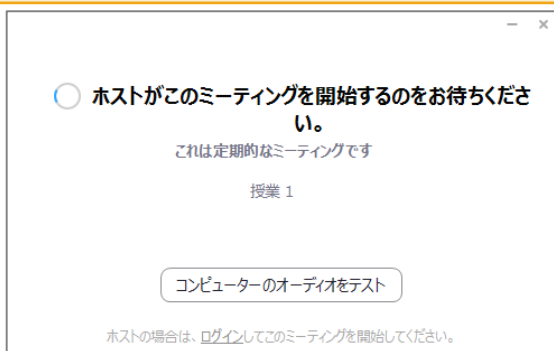 ホストがこのミーティングを開始するのをお待ちくださ
い。
これは定期的なミーティングです
授業 1
コンピューターのオーディオをテスト
ホストの場合は、ログインしてこのミーティングを開始してください。